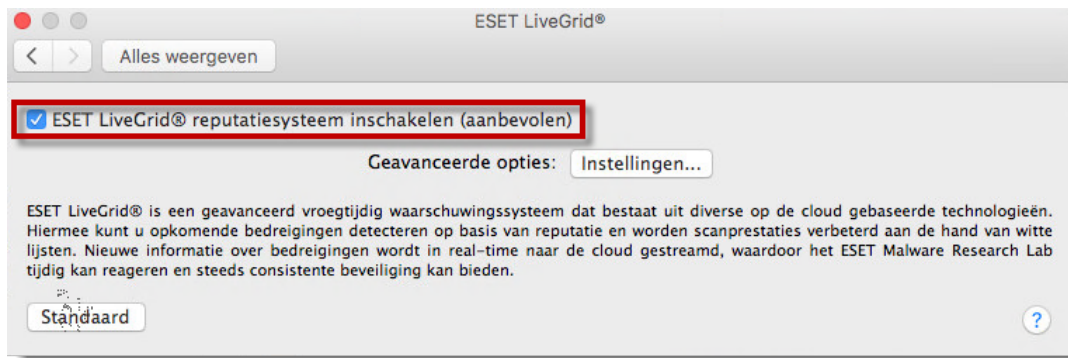 ESET LiveGrid®
Alles weergeven
ESET LiveGrid® reputatiesysteem inschakelen (aanbevolen)
Geavanceerde opties: Instellingen...
ESET LiveGrid® is een geavanceerd vroegtijdig waarschuwingssysteem dat bestaat uit diverse op de cloud gebaseerde technologieën.
Hiermee kunt u opkomende bedreigingen detecteren op basis van reputatie en worden scanprestaties verbeterd aan de hand van witte
lijsten. Nieuwe informatie over bedreigingen wordt in real-time naar de cloud gestreamd, waardoor het ESET Malware Research Lab
tijdig kan reageren en steeds consistente beveiliging kan bieden.
Standaard ?